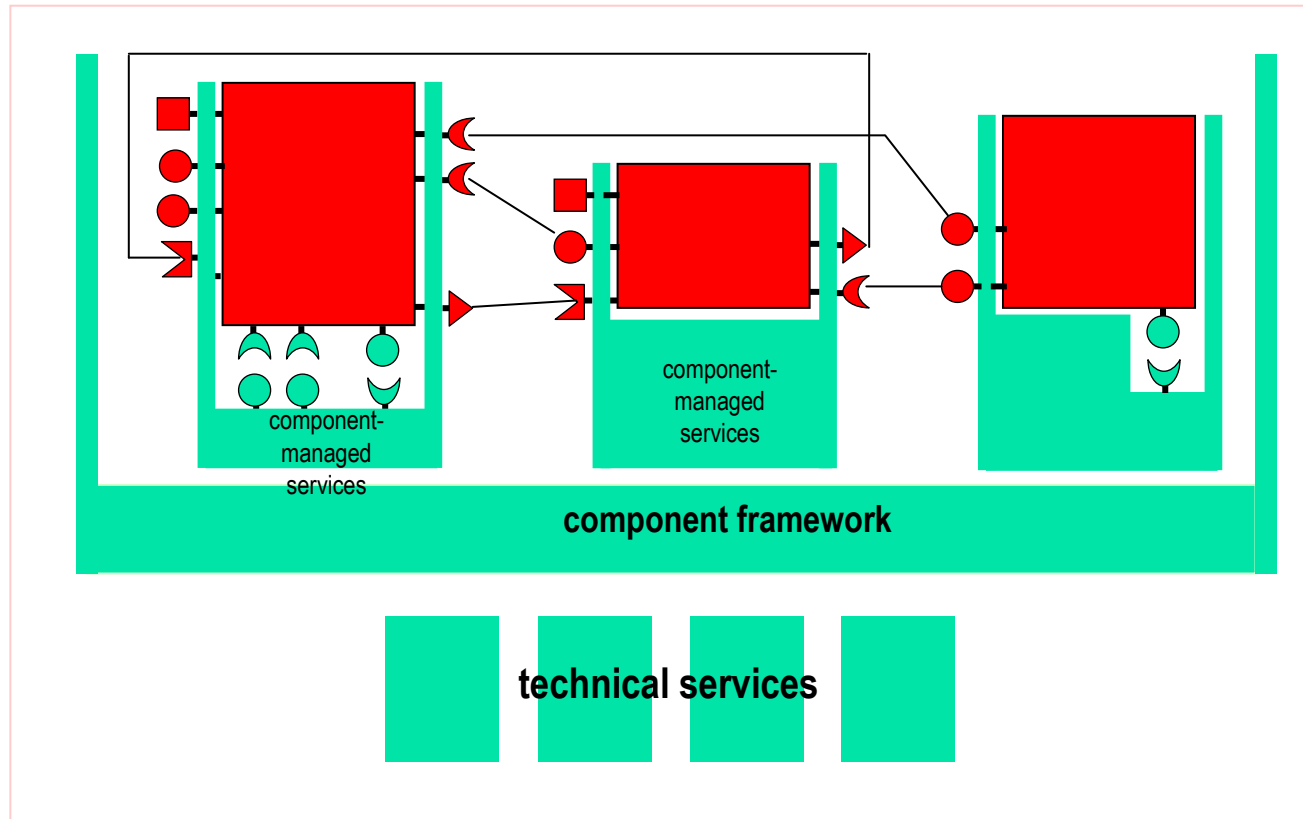 component-
managed
services
component-
managed
services
component framework
technical services